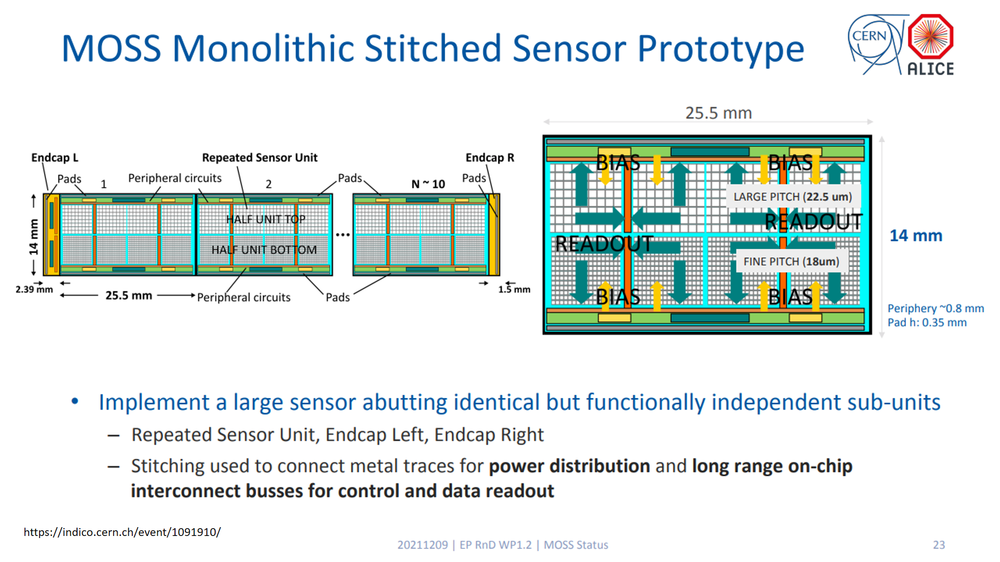 MOSS Monolithic Stitched Sensor Prototype
CERN
ALICE
Endcap L
Repeated Sensor Unit
Endcap R
Pads
1
Peripheral circuits
2
Pads
N ~ 10
Pads
14 mm
HALF UNIT TOP
HALF UNIT BOTTOM
...
2.39 mm
25.5 mm
Peripheral circuits
Pads
1.5 mm
25.5 mm
BIAS
BIAS
LARGE PITCH (22.5 um)
READOUT
READOUT
FINE PITCH (18um)
BIAS
BIAS
14 mm
Periphery ~0.8 mm
Pad h: 0.35 mm
• Implement a large sensor abutting identical but functionally independent sub-units
– Repeated Sensor Unit, Endcap Left, Endcap Right
– Stitching used to connect metal traces for power distribution and long range on-chip
interconnect busses for control and data readout
https://indico.cern.ch/event/1091910/
20211209 | EP RnD WP1.2 | MOSS Status
23